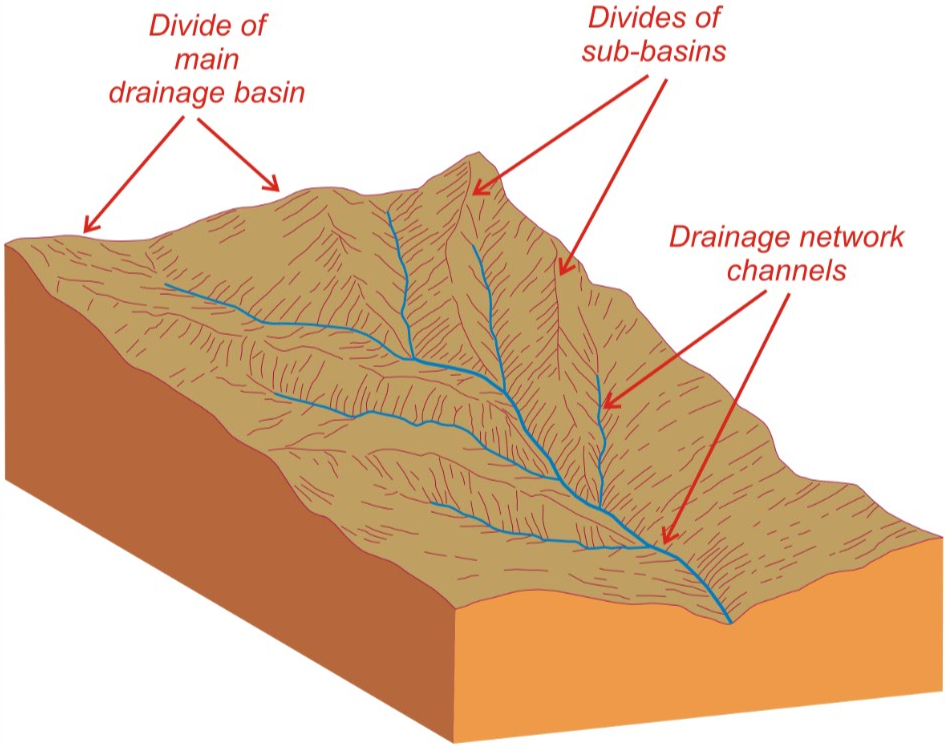 Divide of
main
drainage basin
Divides of
sub-basins
Drainage network
channels